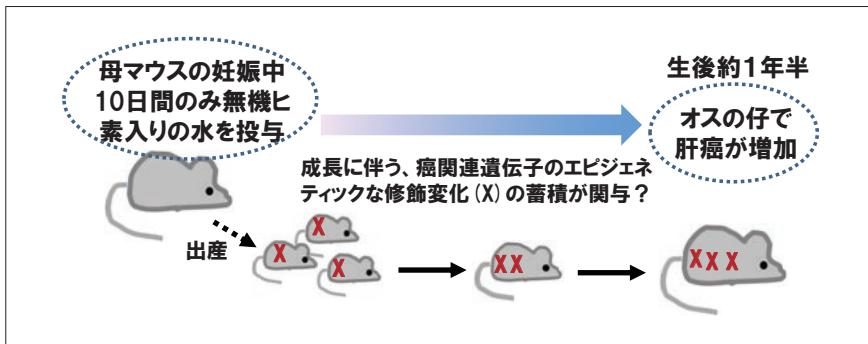 母マウスの妊娠中
10日間のみ無機ヒ
素入りの水を投与
生後約1年半
オスの仔で
肝癌が増加
成長に伴う、癌関連遺伝子のエピジェネ
ティックな修飾変化(X)の蓄積が関与？
出産
X
X
X
XX
XXX